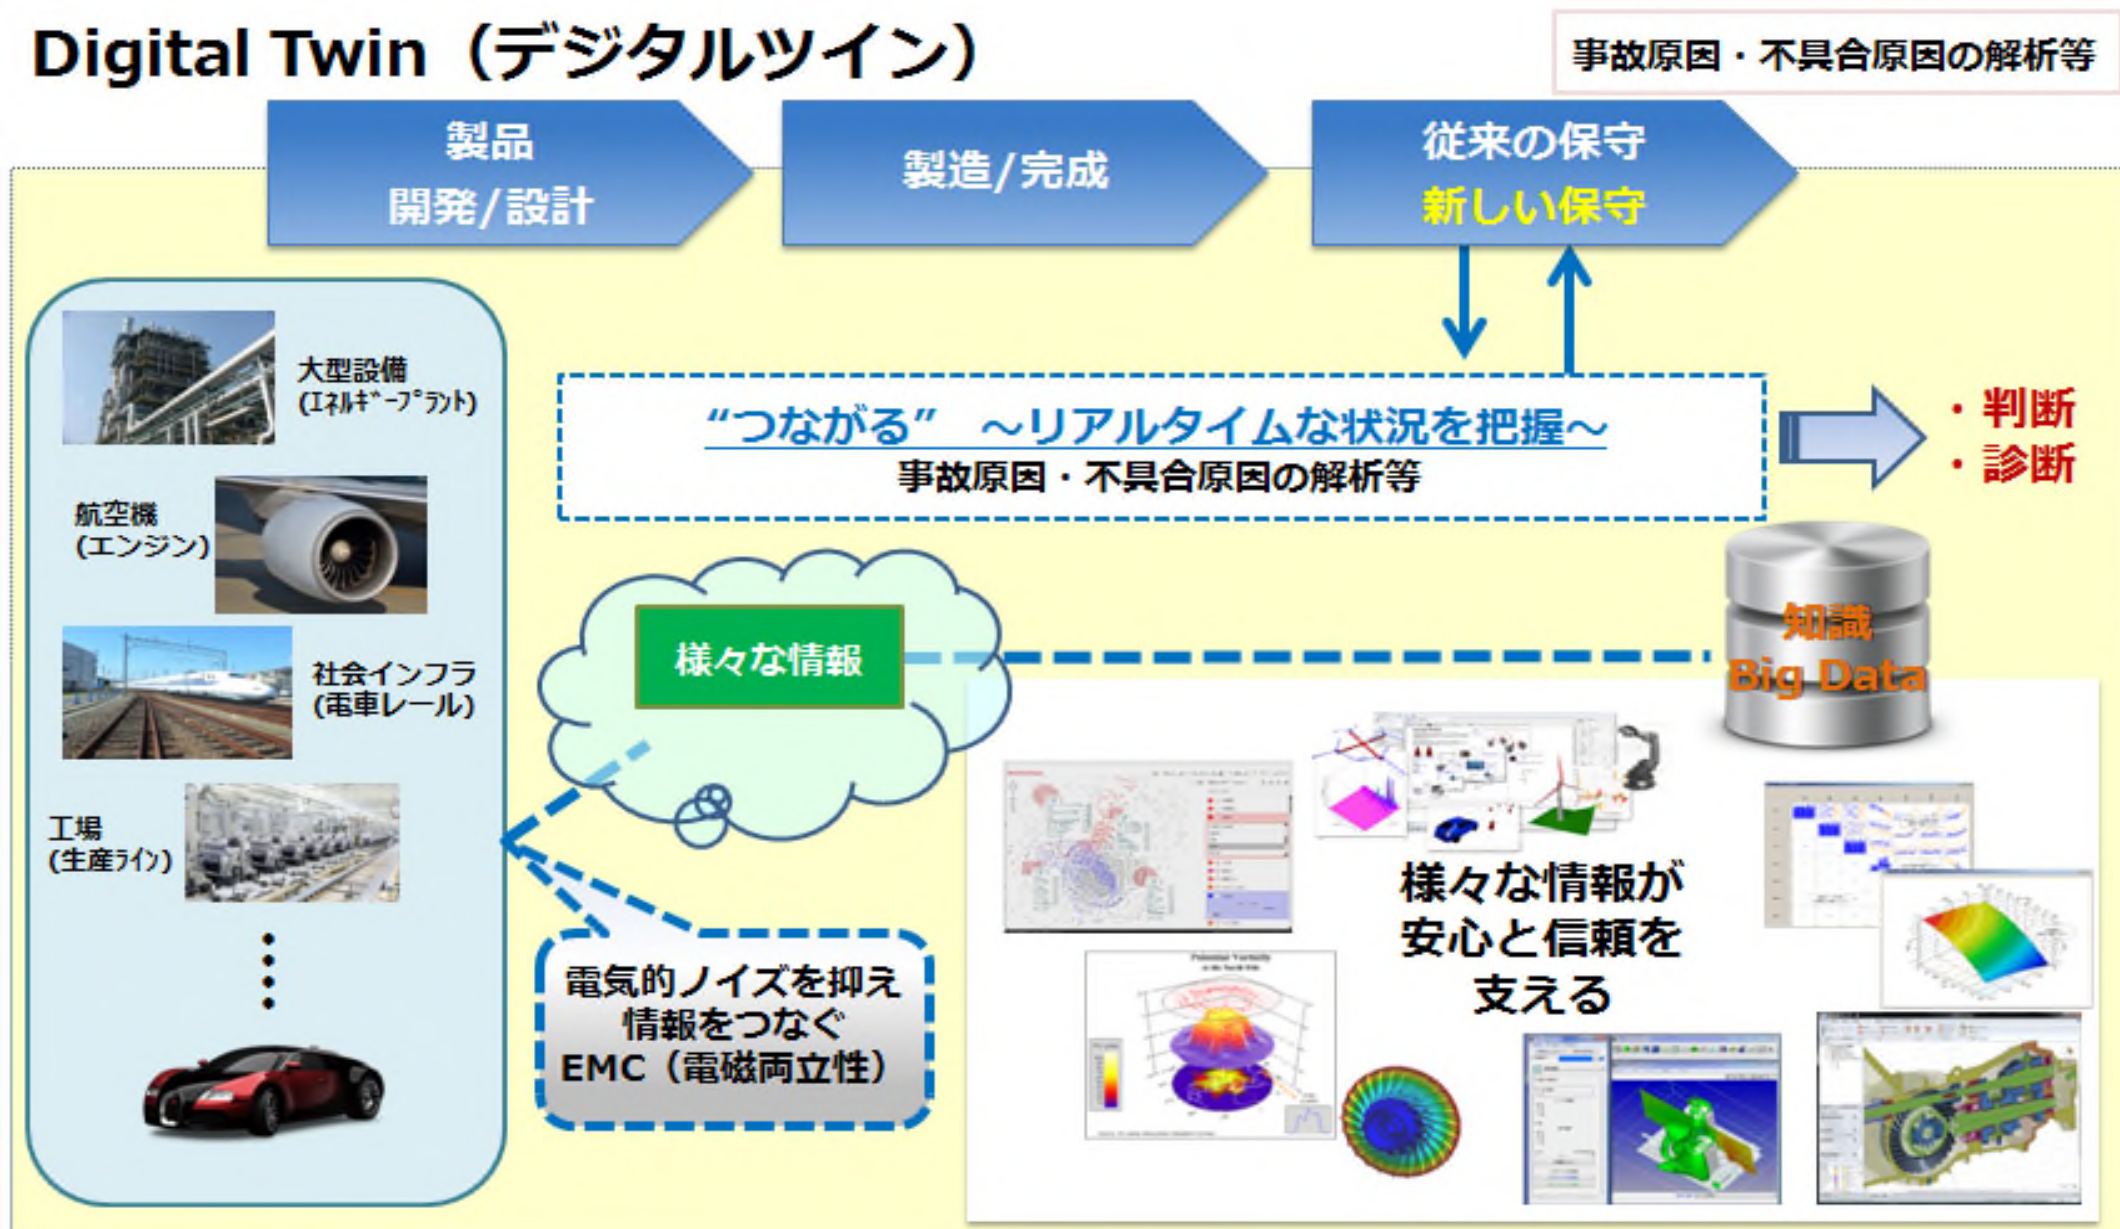 Digital Twin（デジタルツイン）
事故原因・不具合原因の解析等
製品
開発/設計
製造/完成
従来の保守
新しい保守
大型設備
(ｴﾈﾙｷﾞｰﾌﾟﾗﾝﾄ)
航空機
(エンジン)
社会インフラ
(電車レール)
工場
(生産ﾗｲﾝ)
“つながる” ～リアルタイムな状況を把握～
事故原因・不具合原因の解析等
・判断
・診断
様々な情報
知識
Big Data
電気的ノイズを抑え
情報をつなぐ
EMC（電磁両立性）
様々な情報が
安心と信頼を
支える